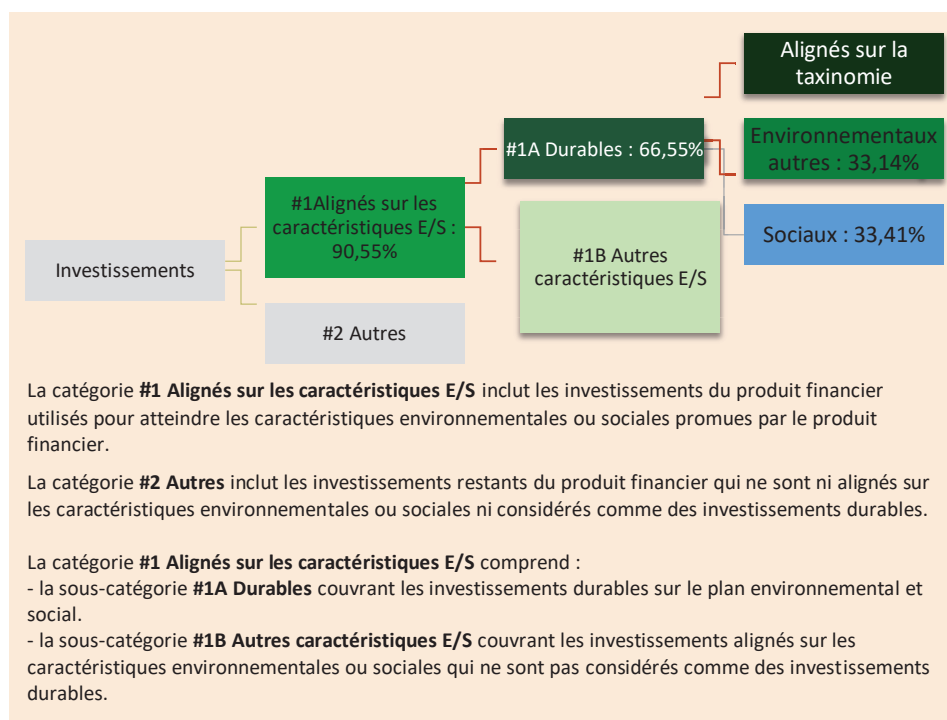 Alignés sur la
taxinomie
#1A Durables : 66,55%
Environnementaux
autres : 33,14%
#1Alignés sur les
caractéristiques E/S :
90,55%
Sociaux : 33,41%
Investissements
#1B Autres
caractéristiques E/S
#2 Autres
La catégorie #1 Alignés sur les caractéristiques E/S inclut les investissements du produit financier
utilisés pour atteindre les caractéristiques environnementales ou sociales promues par le produit
financier.
La catégorie #2 Autres inclut les investissements restants du produit financier qui ne sont ni alignés sur
les caractéristiques environnementales ou sociales ni considérés comme des investissements durables.
La catégorie #1 Alignés sur les caractéristiques E/S comprend :
- la sous-catégorie #1A Durables couvrant les investissements durables sur le plan environnemental et
social.
- la sous-catégorie #1B Autres caractéristiques E/S couvrant les investissements alignés sur les
caractéristiques environnementales ou sociales qui ne sont pas considérés comme des investissements
durables.